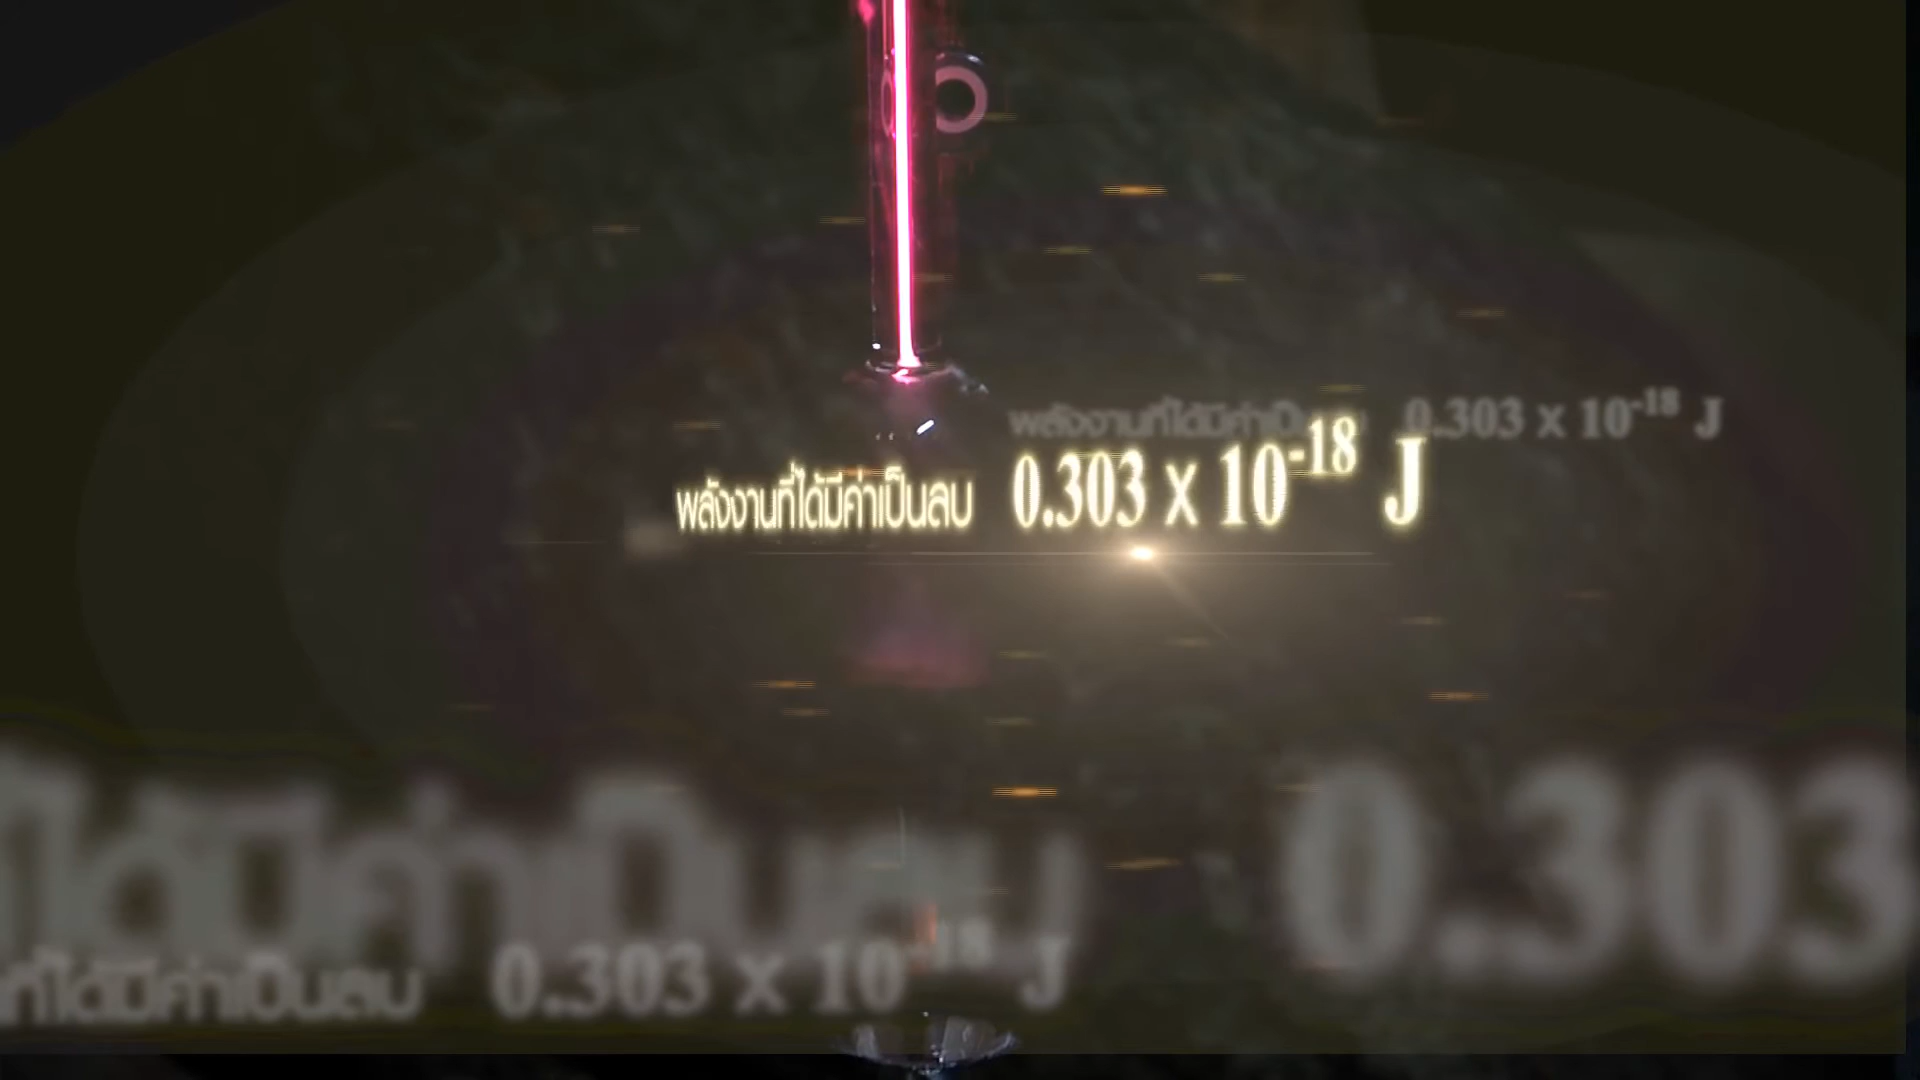 พลังงานที่ได้มีค่าเป็นลบ 0.303 x 10⁻¹⁸ J
พลังงานที่ได้มีค่าเป็น 0.303 x 10⁻¹⁸ J
ที่ได้มีค่าเป็นลบ 0.303
ที่ได้มีค่าเป็นลบ 0.303 x 10⁻¹⁸ J